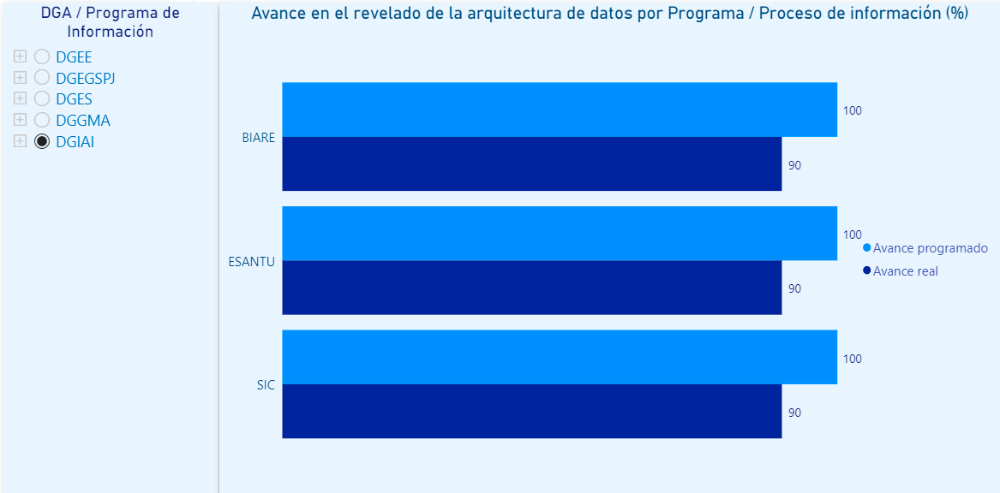 DGA / Programa de
Información
DGEE
DGEGSPJ
DGES
DGGMA
DGIAI
Avance en el revelado de la arquitectura de datos por Programa / Proceso de información (%)
BIARE
100
90
ESANTU
100
90
SIC
100
90
Avance programado
Avance real